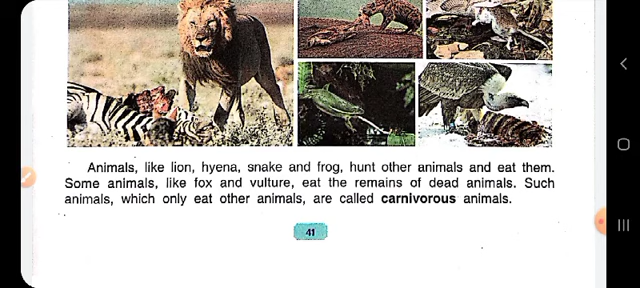 Animals, like lion, hyena, snake and frog, hunt other animals and eat them.
Some animals, like fox and vulture, eat the remains of dead animals. Such
animals, which only eat other animals, are called carnivorous animals.
41